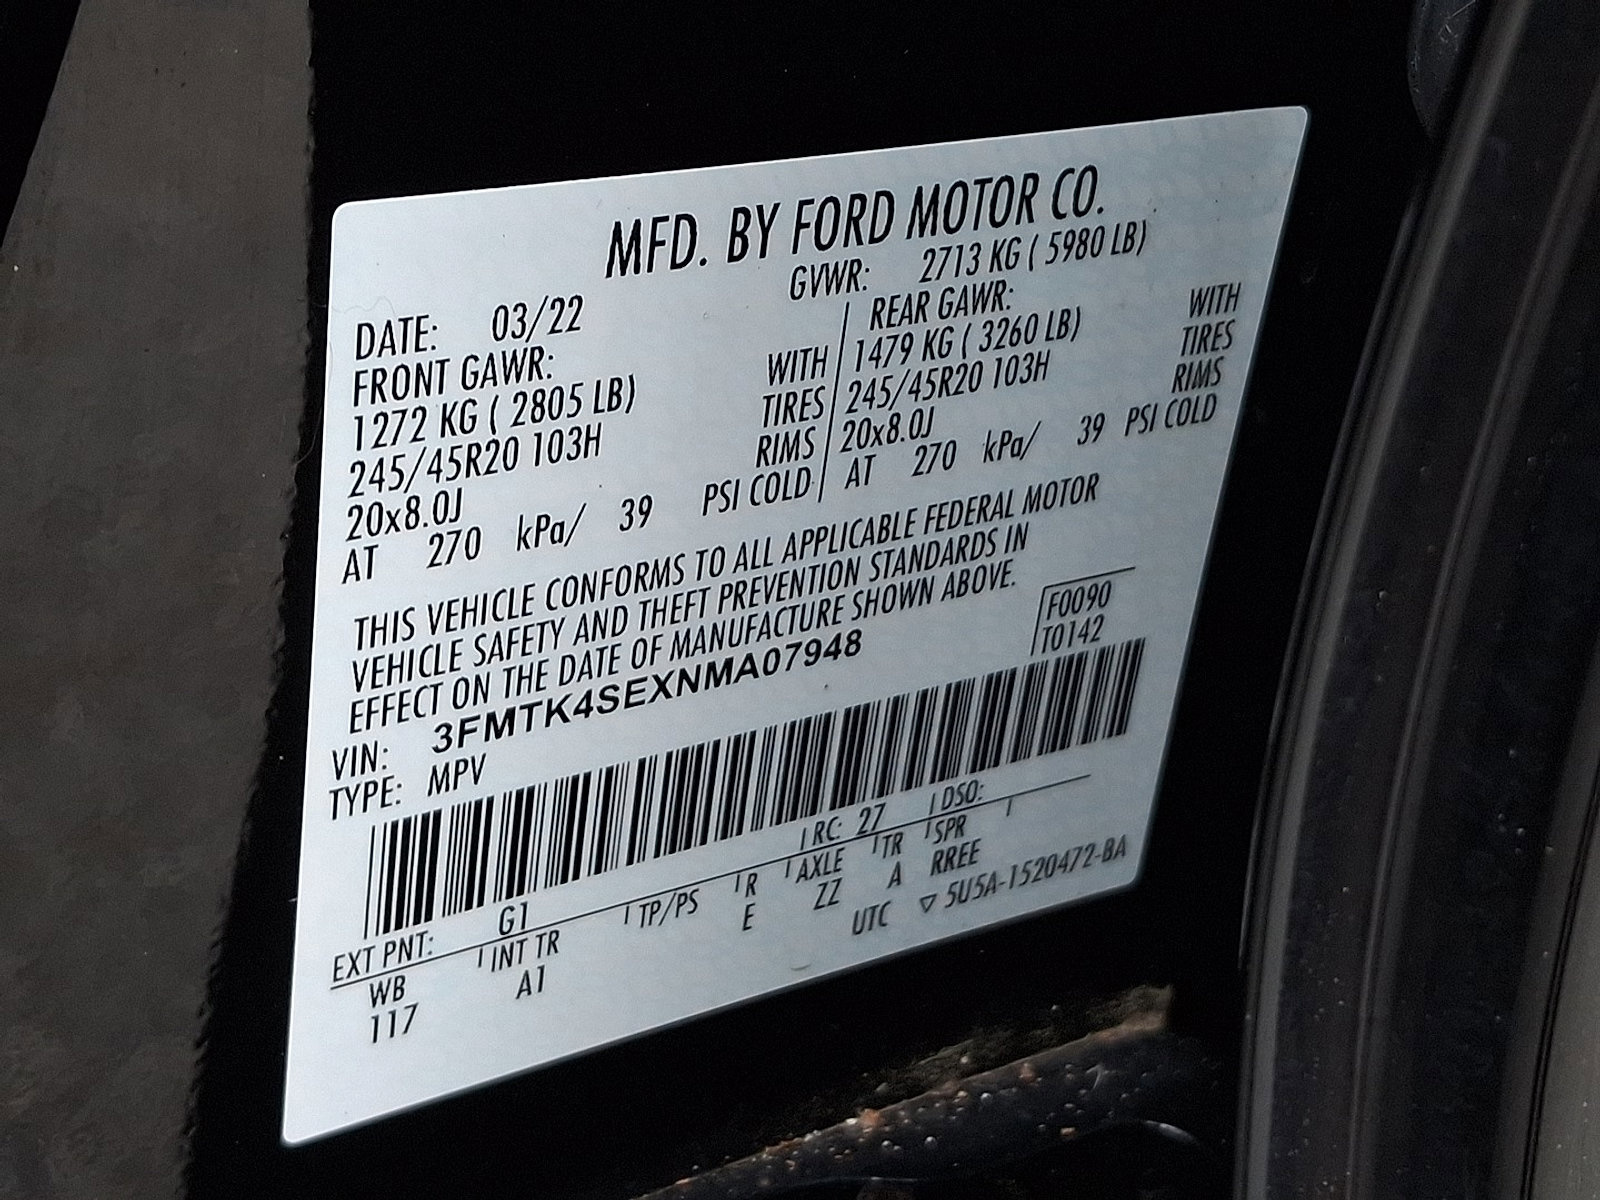 MFD. BY FORD MOTOR CO.
DATE: 03/22 GVWR: 2713 KG ( 5980 LB)
FRONT GAWR: REAR GAWR:
1272 KG ( 2805 LB) WITH 1479 KG ( 3260 LB) WITH
245/45R20 103H TIRES 245/45R20 103H TIRES
20x8.0J RIMS 20x8.0J RIMS
AT 270 kPa/ 39 PSI COLD AT 270 kPa/ 39 PSI COLD
THIS VEHICLE CONFORMS TO ALL APPLICABLE FEDERAL MOTOR
VEHICLE SAFETY AND THEFT PREVENTION STANDARDS IN
EFFECT ON THE DATE OF MANUFACTURE SHOWN ABOVE.
VIN: 3FMTK4SEXNMA07948 F0090
TYPE: MPV T0142
EXT PNT: G1 RC: 27 DSO:
WB INT TR TP/PS R AXLE TR SPR
117 A1 E ZZ A RREE
UTC ▽ 5U5A-1520472-BA